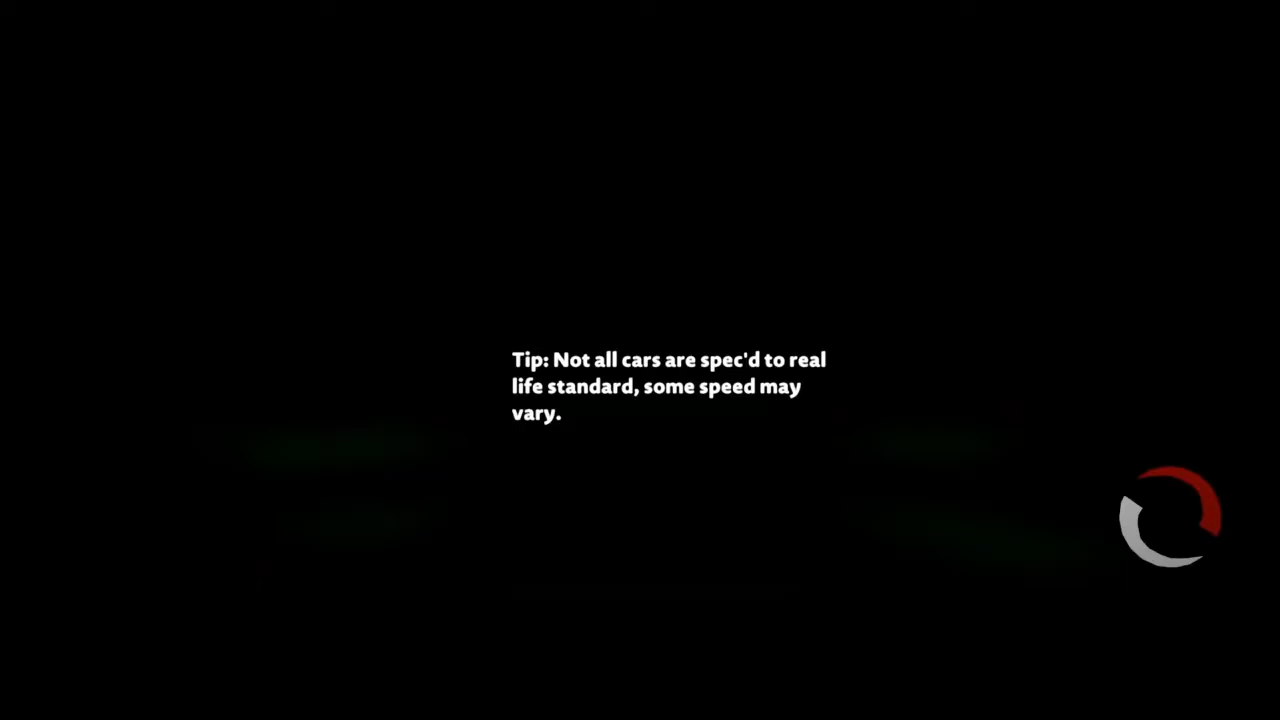 Tip: Not all cars are spec'd to real
life standard, some speed may
vary.